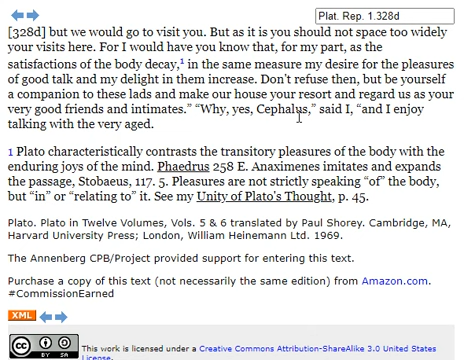 Plat. Rep. 1.328d
[328d] but we would go to visit you. But as it is you should not space too widely
your visits here. For I would have you know that, for my part, as the
satisfactions of the body decay,1 in the same measure my desire for the pleasures
of good talk and my delight in them increase. Don't refuse then, but be yourself
a companion to these lads and make our house your resort and regard us as your
very good friends and intimates.” “Why, yes, Cephalus,” said I, “and I enjoy
talking with the very aged.
1 Plato characteristically contrasts the transitory pleasures of the body with the
enduring joys of the mind. Phaedrus 258 E. Anaximenes imitates and expands
the passage, Stobaeus, 117. 5. Pleasures are not strictly speaking “of” the body,
but “in” or “relating to” it. See my Unity of Plato's Thought, p. 45.
Plato. Plato in Twelve Volumes, Vols. 5 & 6 translated by Paul Shorey. Cambridge, MA,
Harvard University Press; London, William Heinemann Ltd. 1969.
The Annenberg CPB/Project provided support for entering this text.
Purchase a copy of this text (not necessarily the same edition) from Amazon.com.
#CommissionEarned
XML
cc BY SA This work is licensed under a Creative Commons Attribution-ShareAlike 3.0 United States
License.